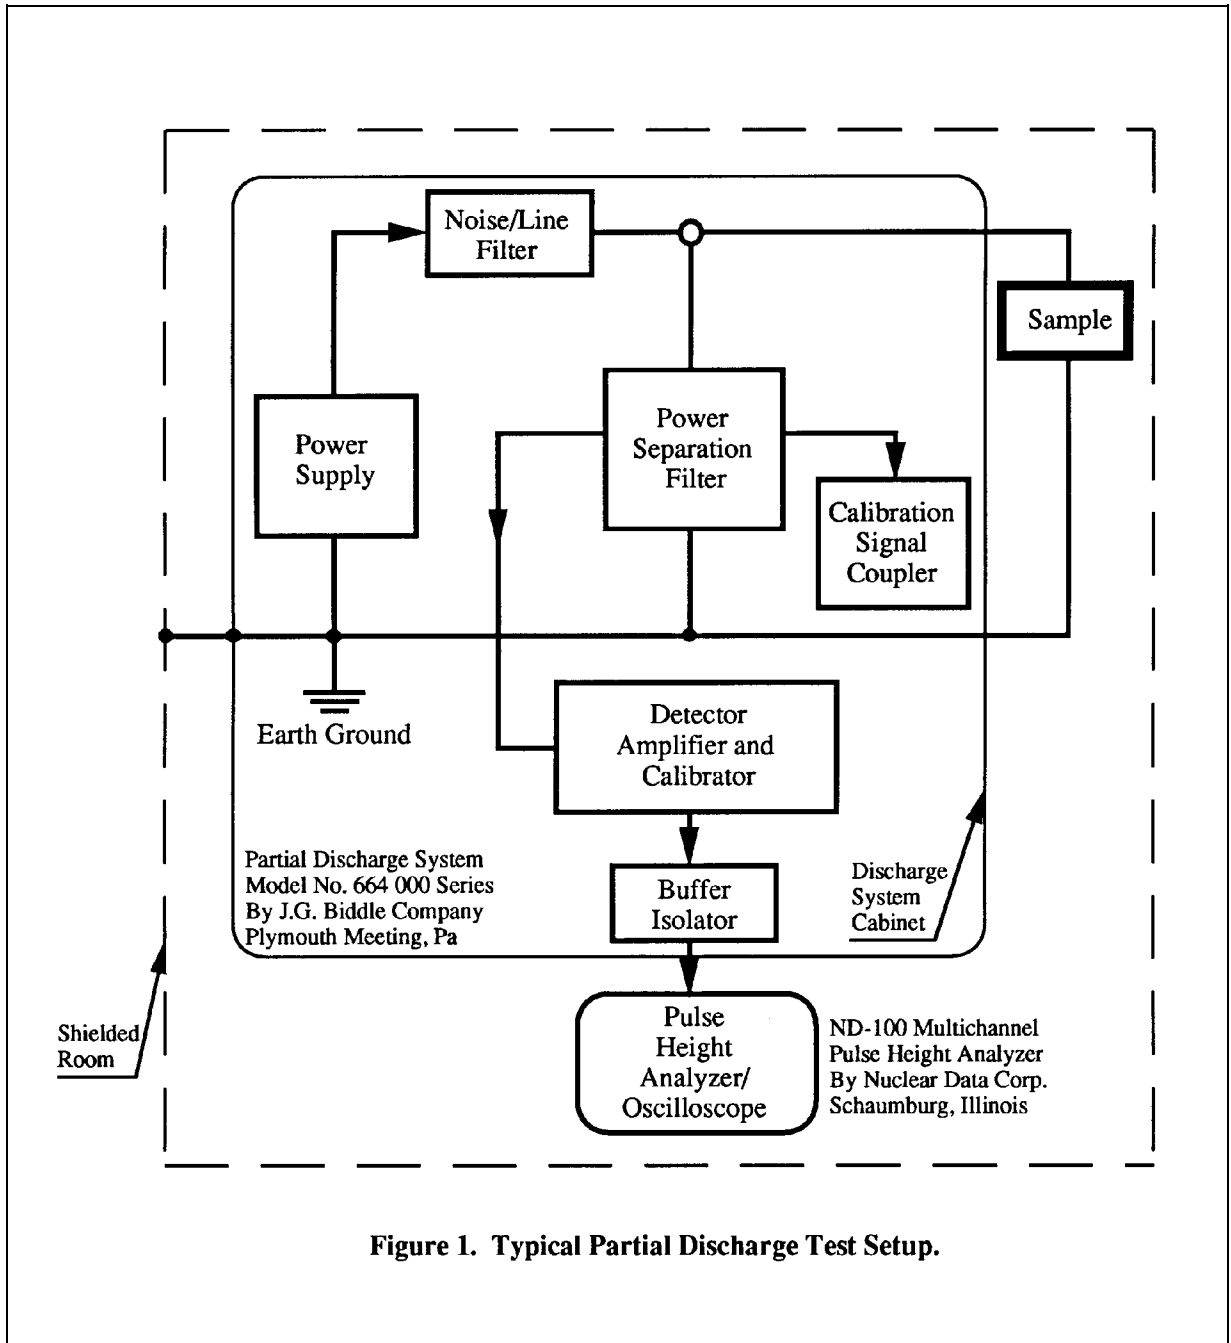 Noise/Line
Filter
Sample
Power
Supply
Power
Separation
Filter
Calibration
Signal
Coupler
Earth Ground
Detector
Amplifier and
Calibrator
Partial Discharge System
Model No. 664 000 Series
By J.G. Biddle Company
Plymouth Meeting, Pa
Buffer
Isolator
Discharge
System
Cabinet
Shielded
Room
Pulse
Height
Analyzer/
Oscilloscope
ND-100 Multichannel
Pulse Height Analyzer
By Nuclear Data Corp.
Schaumburg, Illinois
Figure 1. Typical Partial Discharge Test Setup.